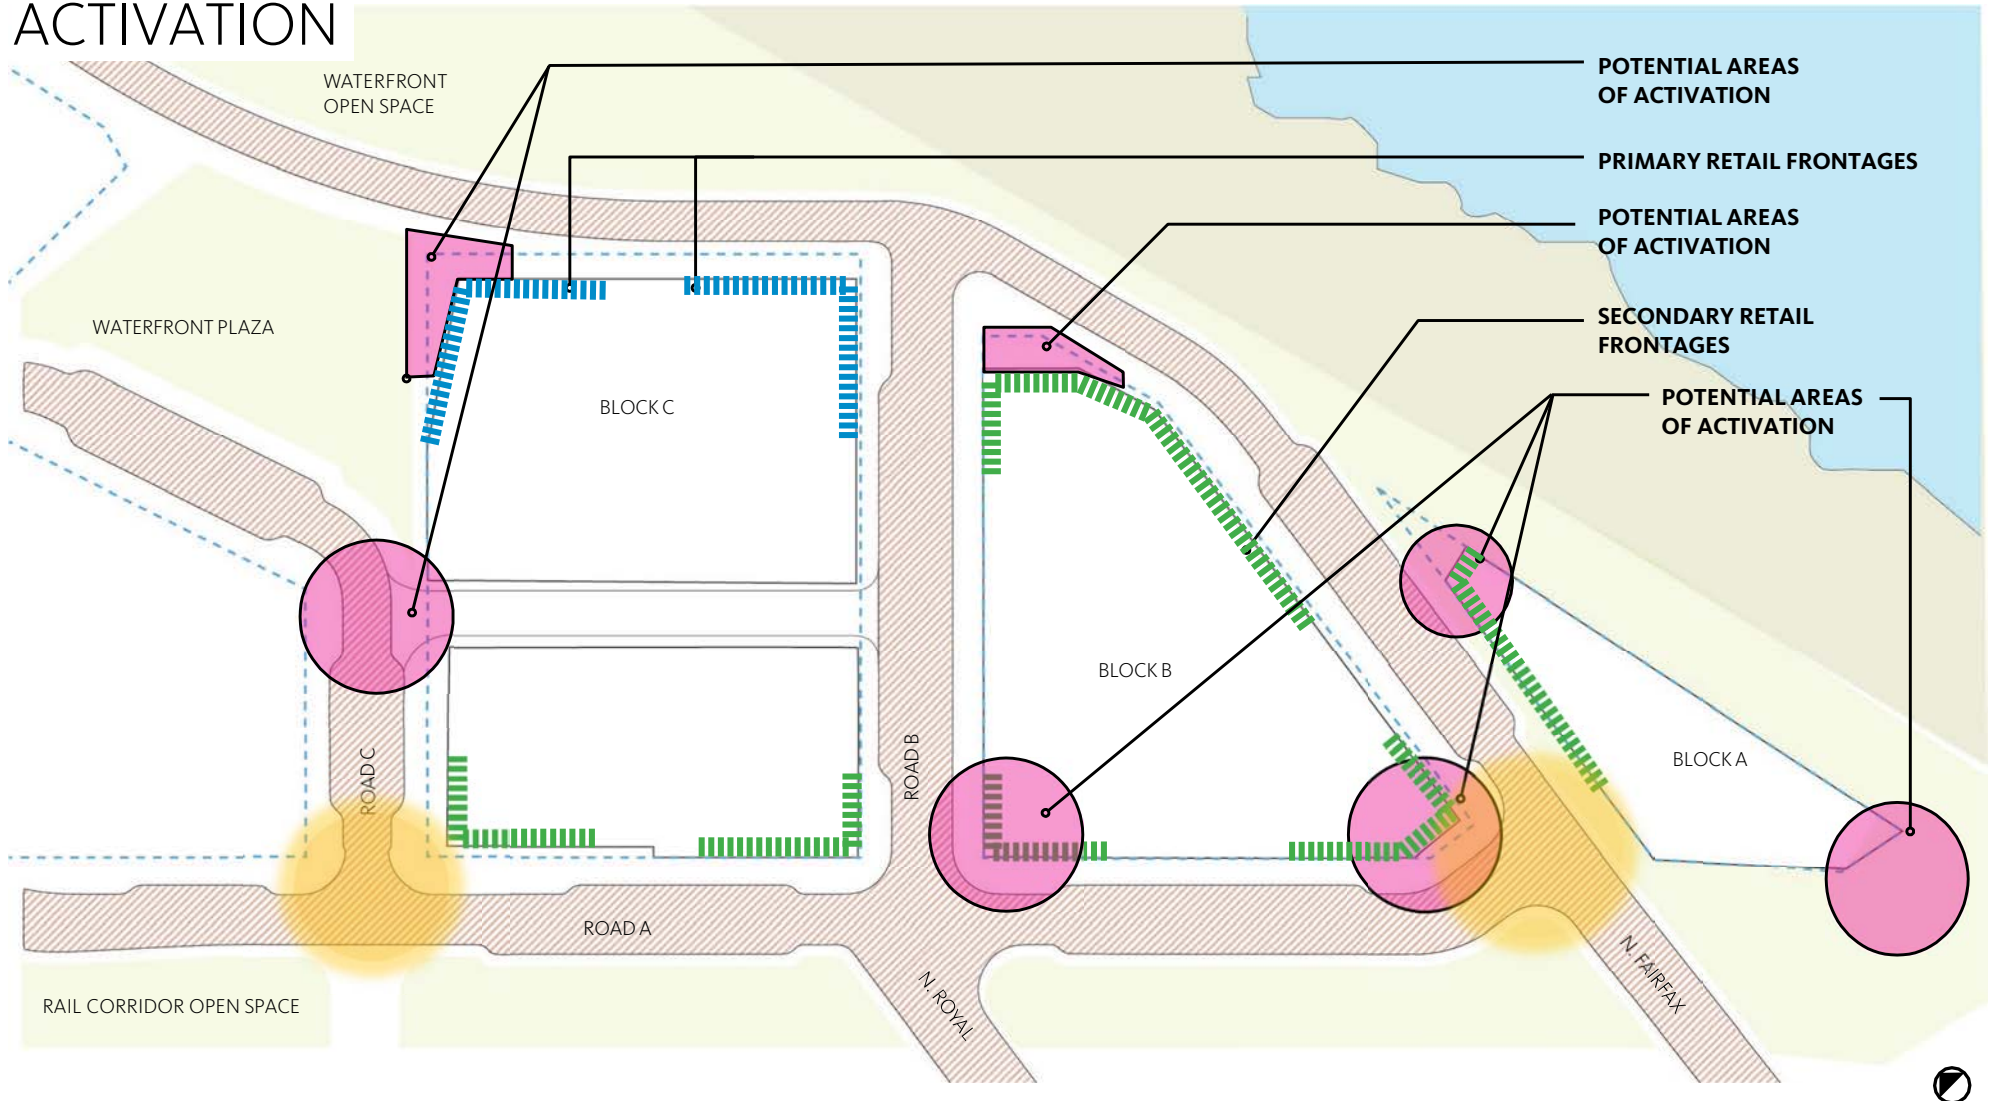 ACTIVATION
WATERFRONT
OPEN SPACE
POTENTIAL AREAS
OF ACTIVATION
PRIMARY RETAIL FRONTAGES
POTENTIAL AREAS
OF ACTIVATION
SECONDARY RETAIL
FRONTAGES
POTENTIAL AREAS
OF ACTIVATION
WATERFRONT PLAZA
BLOCK C
BLOCK B
BLOCK A
ROAD C
ROAD B
ROAD A
N. ROYAL
N. FAIRFAX
RAIL CORRIDOR OPEN SPACE